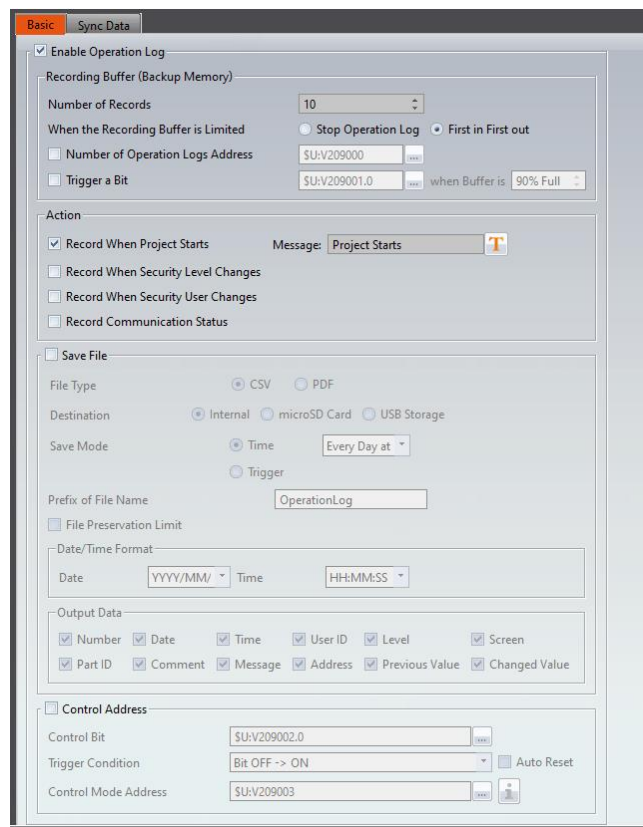 Basic Sync Data
Enable Operation Log
Recording Buffer (Backup Memory)
Number of Records 10
When the Recording Buffer is Limited Stop Operation Log First in First out
Number of Operation Logs Address $U:V209000 ...
Trigger a Bit $U:V209001.0 ... when Buffer is 90% Full
Action
Record When Project Starts Message: Project Starts T
Record When Security Level Changes
Record When Security User Changes
Record Communication Status
Save File
File Type CSV PDF
Destination Internal microSD Card USB Storage
Save Mode Time Every Day at
Trigger
Prefix of File Name OperationLog
File Preservation Limit
Date/Time Format
Date YYYY/MM/ Time HH:MM:SS
Output Data
Number Date Time User ID Level Screen
Part ID Comment Message Address Previous Value Changed Value
Control Address
Control Bit $U:V209002.0 ...
Trigger Condition Bit OFF -> ON Auto Reset
Control Mode Address $U:V209003 ... i